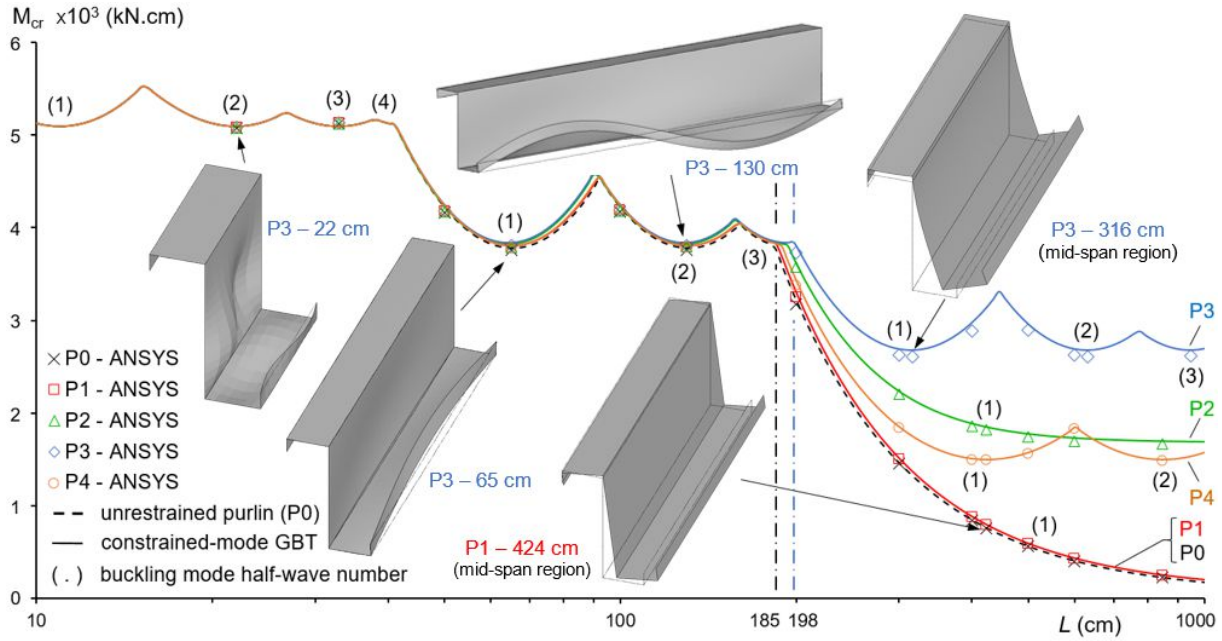 M_cr x10³ (kN.cm)
6
5
4
3
2
1
0
(1)
(2)
(3)
(4)
P3 – 22 cm
(1)
P3 – 130 cm
(2)
(3)
P3 – 316 cm
(mid-span region)
(1)
(2)
P3
(3)
P2
(1)
(1)
(2)
P4
(1)
P1
P0
P3 – 65 cm
P1 – 424 cm
(mid-span region)
P0 - ANSYS
P1 - ANSYS
P2 - ANSYS
P3 - ANSYS
P4 - ANSYS
unrestrained purlin (P0)
constrained-mode GBT
( . ) buckling mode half-wave number
10
100
185
198
L (cm)
1000